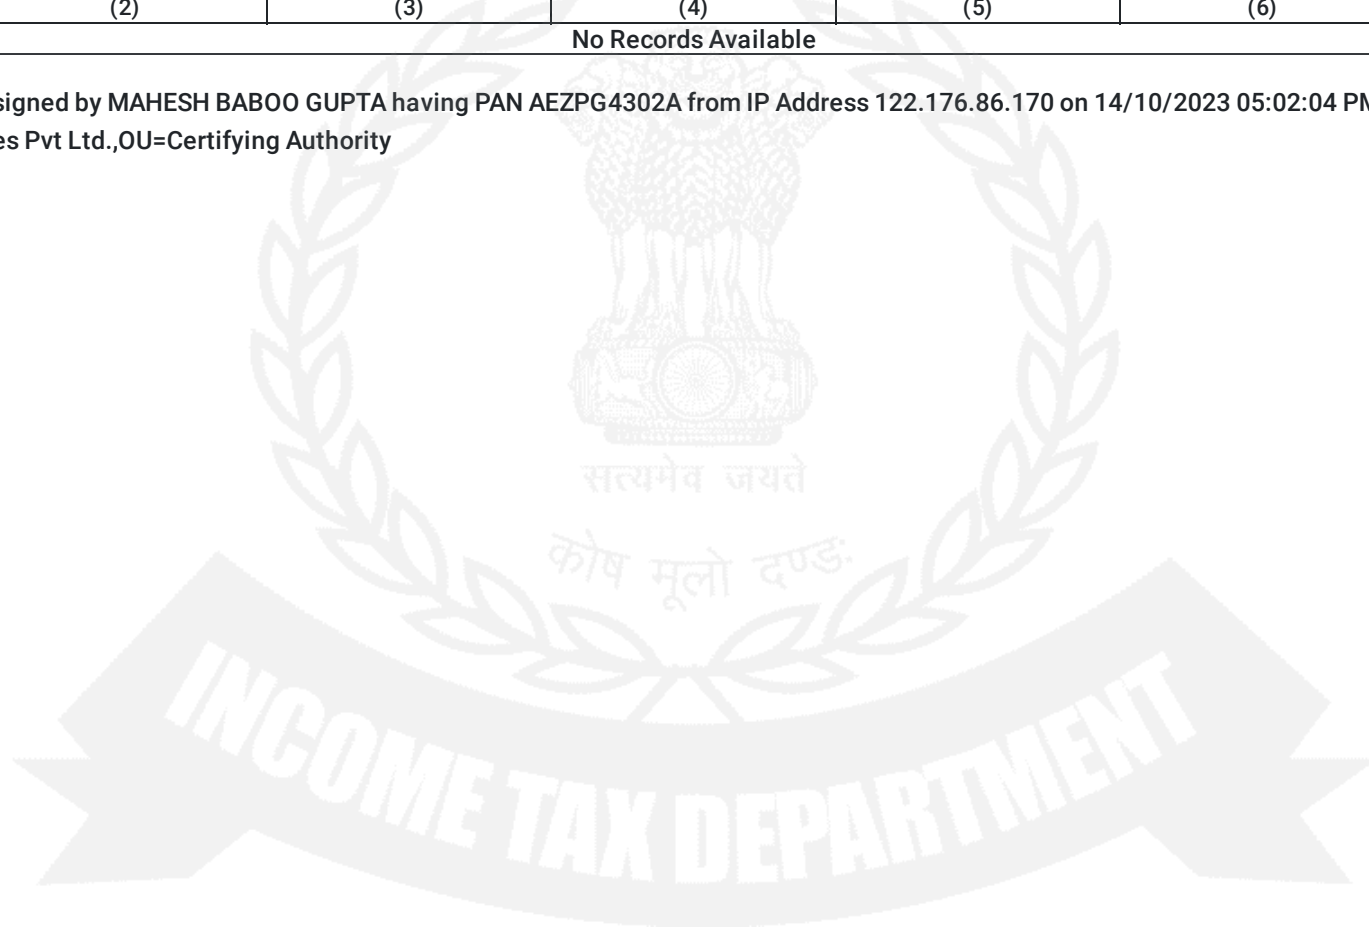 (2) (3) (4) (5) (6)
No Records Available
signed by MAHESH BABOO GUPTA having PAN AEZPG4302A from IP Address 122.176.86.170 on 14/10/2023 05:02:04 PM
es Pvt Ltd.,OU=Certifying Authority
सत्यमेव जयते
कोष मूलो दण्डः
INCOME TAX DEPARTMENT